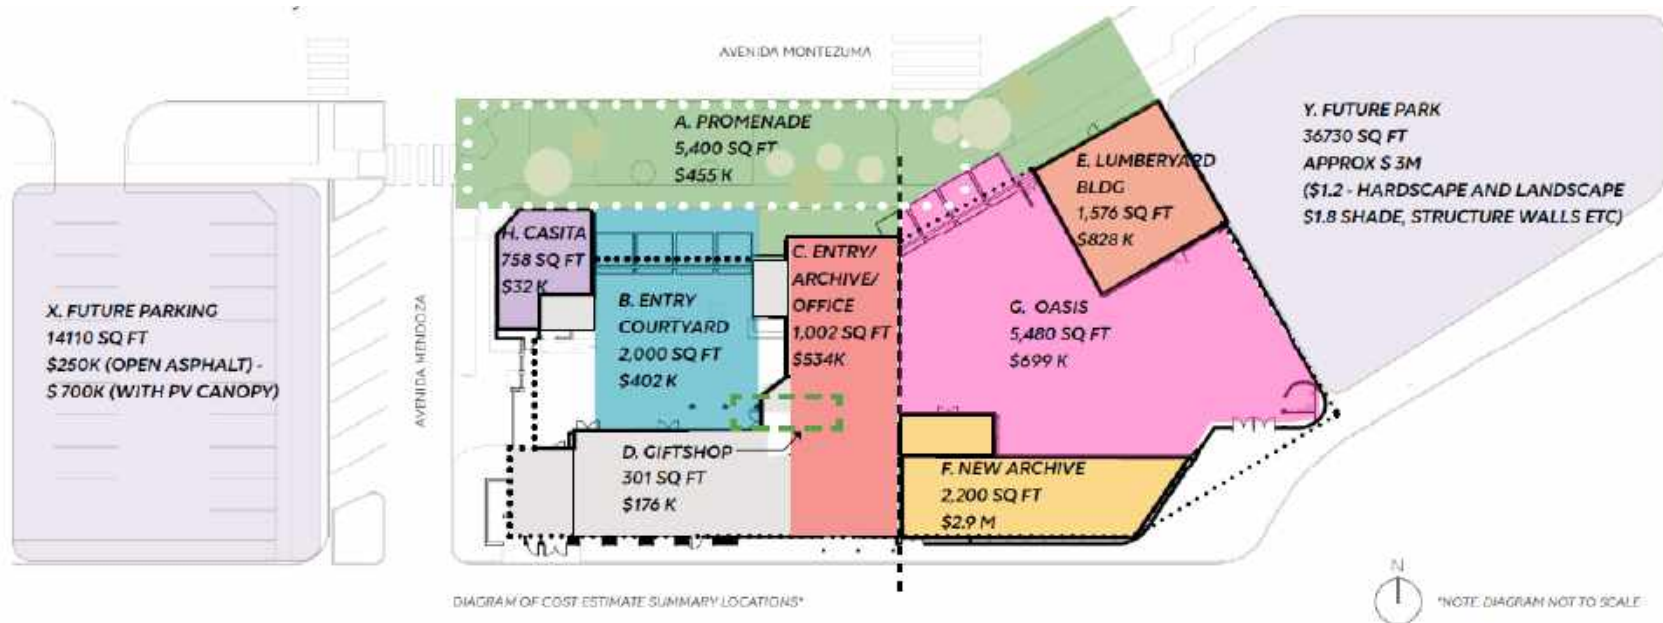 AVENIDA MONTEZUMA
A. PROMENADE
5,400 SQ FT
$455 K
Y. FUTURE PARK
36730 SQ FT
APPROX $ 3M
($1.2 - HARDSCAPE AND LANDSCAPE
$1.8 SHADE, STRUCTURE WALLS ETC)
E. LUMBERYARD
BLDG
1,576 SQ FT
$828 K
H. CASITA
758 SQ FT
$32 K
C. ENTRY/
ARCHIVE/
OFFICE
1,002 SQ FT
$534K
B. ENTRY
COURTYARD
2,000 SQ FT
$402 K
G. OASIS
5,480 SQ FT
$699 K
X. FUTURE PARKING
14110 SQ FT
$250K (OPEN ASPHALT) -
$ 700K (WITH PV CANOPY)
AVENIDA MENDOZA
D. GIFTSHOP
301 SQ FT
$176 K
F. NEW ARCHIVE
2,200 SQ FT
$2.9 M
DIAGRAM OF COST ESTIMATE SUMMARY LOCATIONS*
N
*NOTE DIAGRAM NOT TO SCALE